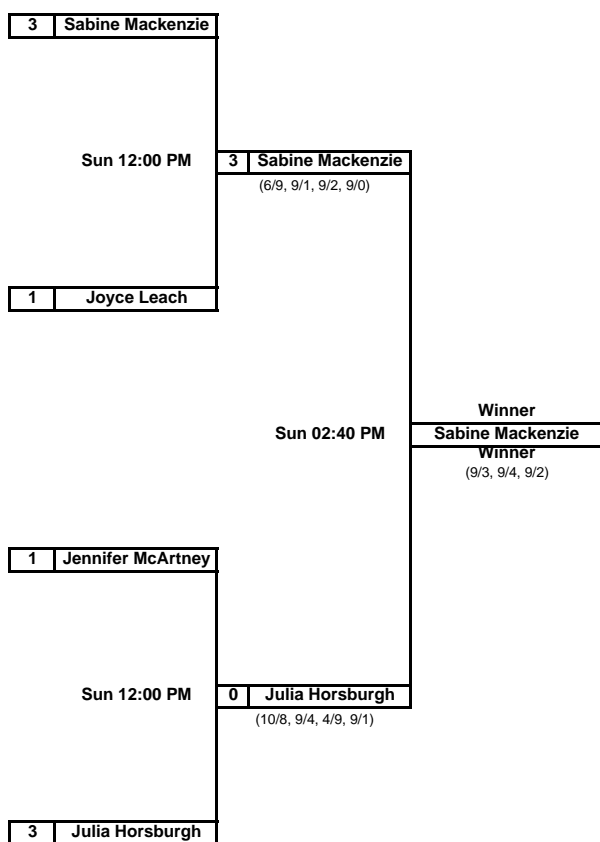 3 Sabine Mackenzie
Sun 12:00 PM
3 Sabine Mackenzie
(6/9, 9/1, 9/2, 9/0)
1 Joyce Leach
Winner
Sun 02:40 PM
Sabine Mackenzie
Winner
(9/3, 9/4, 9/2)
1 Jennifer McArtney
Sun 12:00 PM
0 Julia Horsburgh
(10/8, 9/4, 4/9, 9/1)
3 Julia Horsburgh